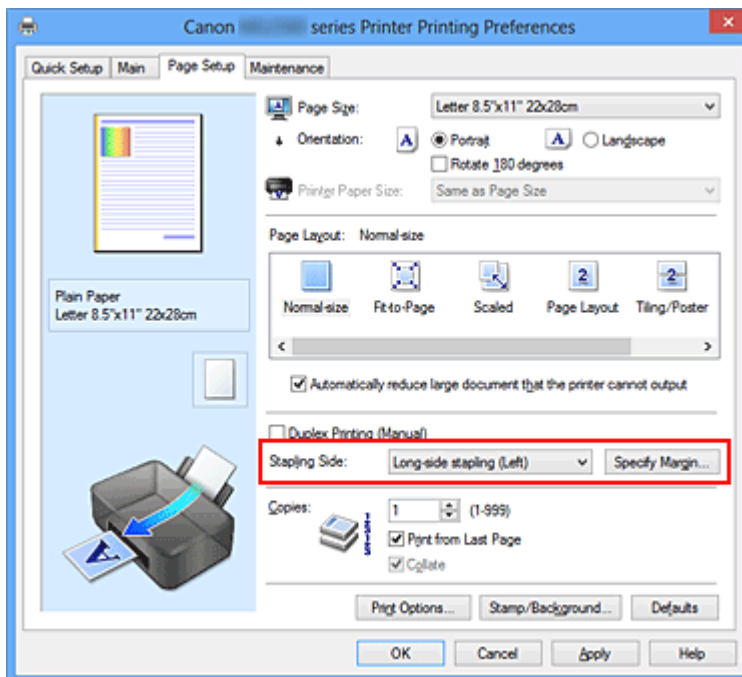 Canon series Printer Printing Preferences
Quick Setup Main Page Setup Maintenance
Page Size: Letter 8.5"x11" 22x28cm
Orientation: A Portrait A Landscape
Rotate 180 degrees
Printer Paper Size: Same as Page Size
Page Layout: Normal-size
2 2
Normal-size Fit-to-Page Scaled Page Layout Tiling/Poster
Plain Paper
Letter 8.5"x11" 22x28cm
Automatically reduce large document that the printer cannot output
Duplex Printing (Manual)
Stapling Side: Long-side stapling (Left) Specify Margin...
Copies: 1 (1-999)
Print from Last Page
Collate
A
Print Options... Stamp/Background... Defaults
OK Cancel Apply Help